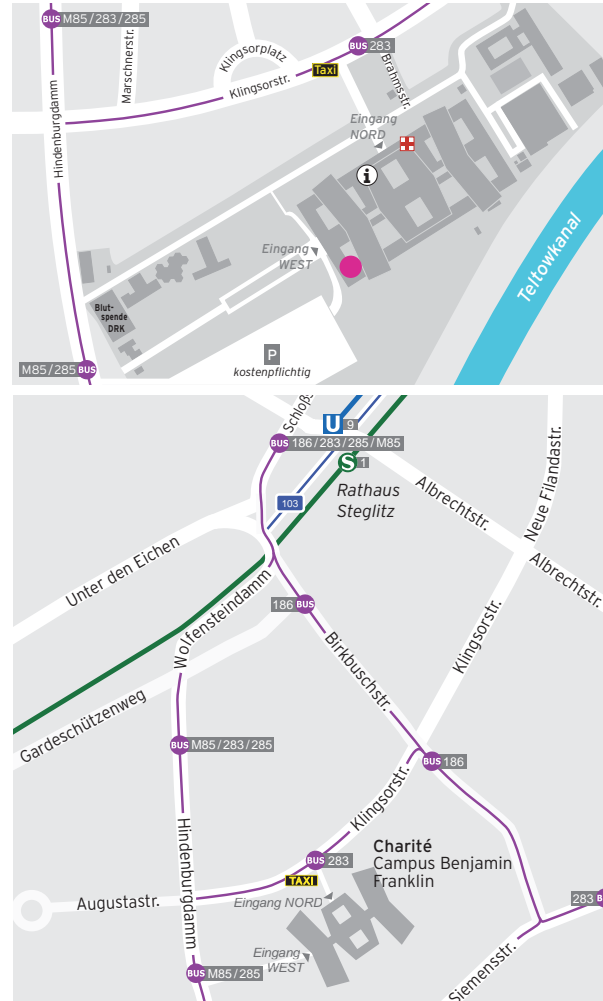 BUS M85/283/285
Marschnerstr.
Klingsorplatz
BUS 283
Taxi
Brahmsstr.
Klingsorstr.
Hindenburgdamm
Eingang
NORD
i
Eingang
WEST
Teltowkanal
Blut-
spende
DRK
P
kostenpflichtig
M85/285 BUS
Schloßs
U 9
BUS 186/283/285/M85
S 1
Rathaus
Steglitz
103
Albrechtstr.
Neue Filandastr.
Unter den Eichen
Albrechtstr.
Wolfensteindamm
186 BUS
Birkbuschstr.
Klingsorstr.
Gardeschützenweg
BUS M85/283/285
BUS 186
Klingsorstr.
Hindenburgdamm
Charité
Campus Benjamin
Franklin
BUS 283
TAXI
Augustastr.
Eingang NORD
283 B
Eingang
WEST
BUS M85/285
Siemensstr.